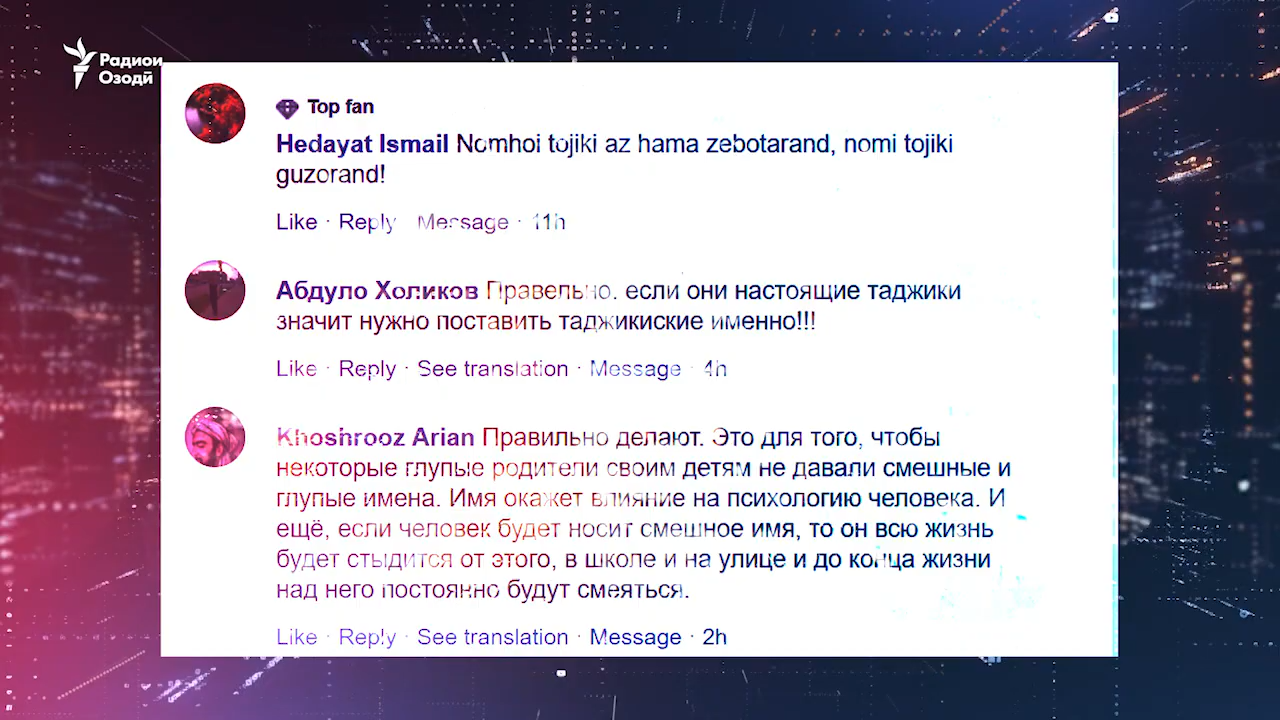 Радиои
Озодӣ
Top fan
Hedayat Ismail Nomhoi tojiki az hama zebotarand, nomi tojiki
guzorand!
Like · Reply · Message · 11h
Абдуло Холиков Правельно. если они настоящие таджики
значит нужно поставить таджикиские именно!!!
Like · Reply · See translation · Message · 4h
Khoshrooz Arian Правильно делают. Это для того, чтобы
некоторые глупые родители своим детям не давали смешные и
глупые имена. Имя окажет влияние на психологию человека. И
ещё, если человек будет носит смешное имя, то он всю жизнь
будет стыдится от этого, в школе и на улице и до конца жизни
над него постоянно будут смеяться.
Like · Reply · See translation · Message · 2h